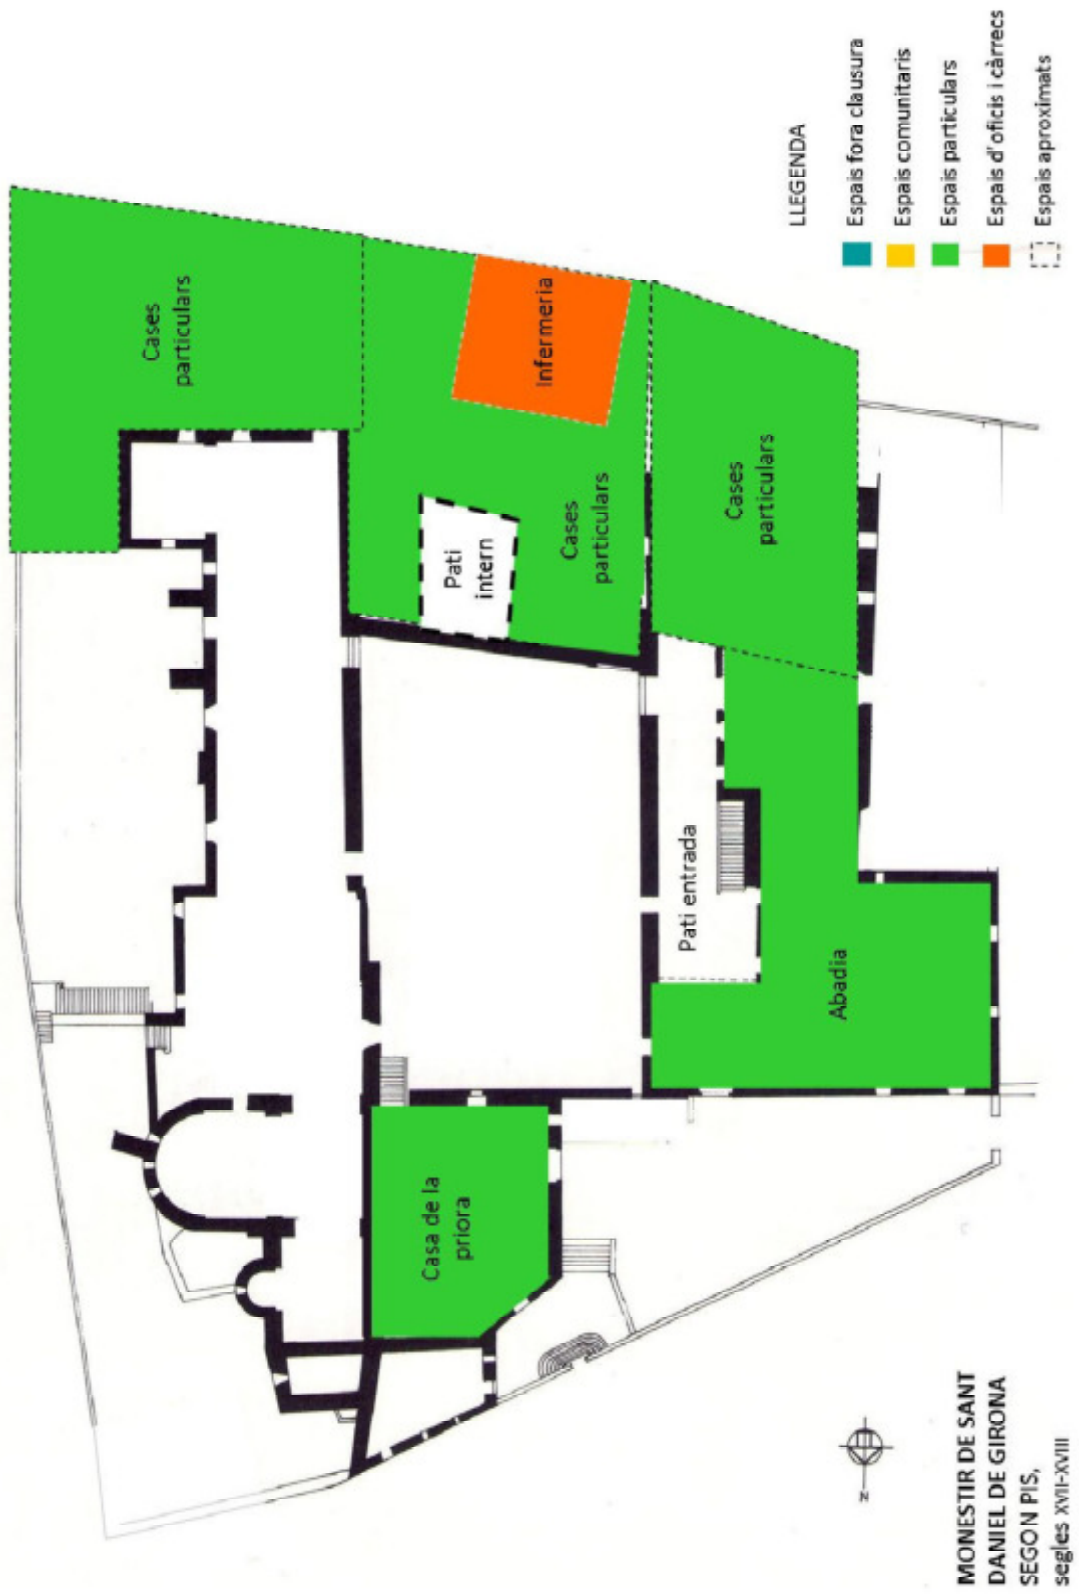 MONESTIR DE SANT
DANIEL DE GIRONA
SEGON PIS,
segles XVII-XVIII
N
Casa de la
priora
Abadia
Pati entrada
Pati
intern
Cases
particulars
Infermeria
Cases
particulars
Cases
particulars
LLEGENDA
Espais fora clausura
Espais comunitaris
Espais particulars
Espais d'oficis i càrrecs
Espais aproximats